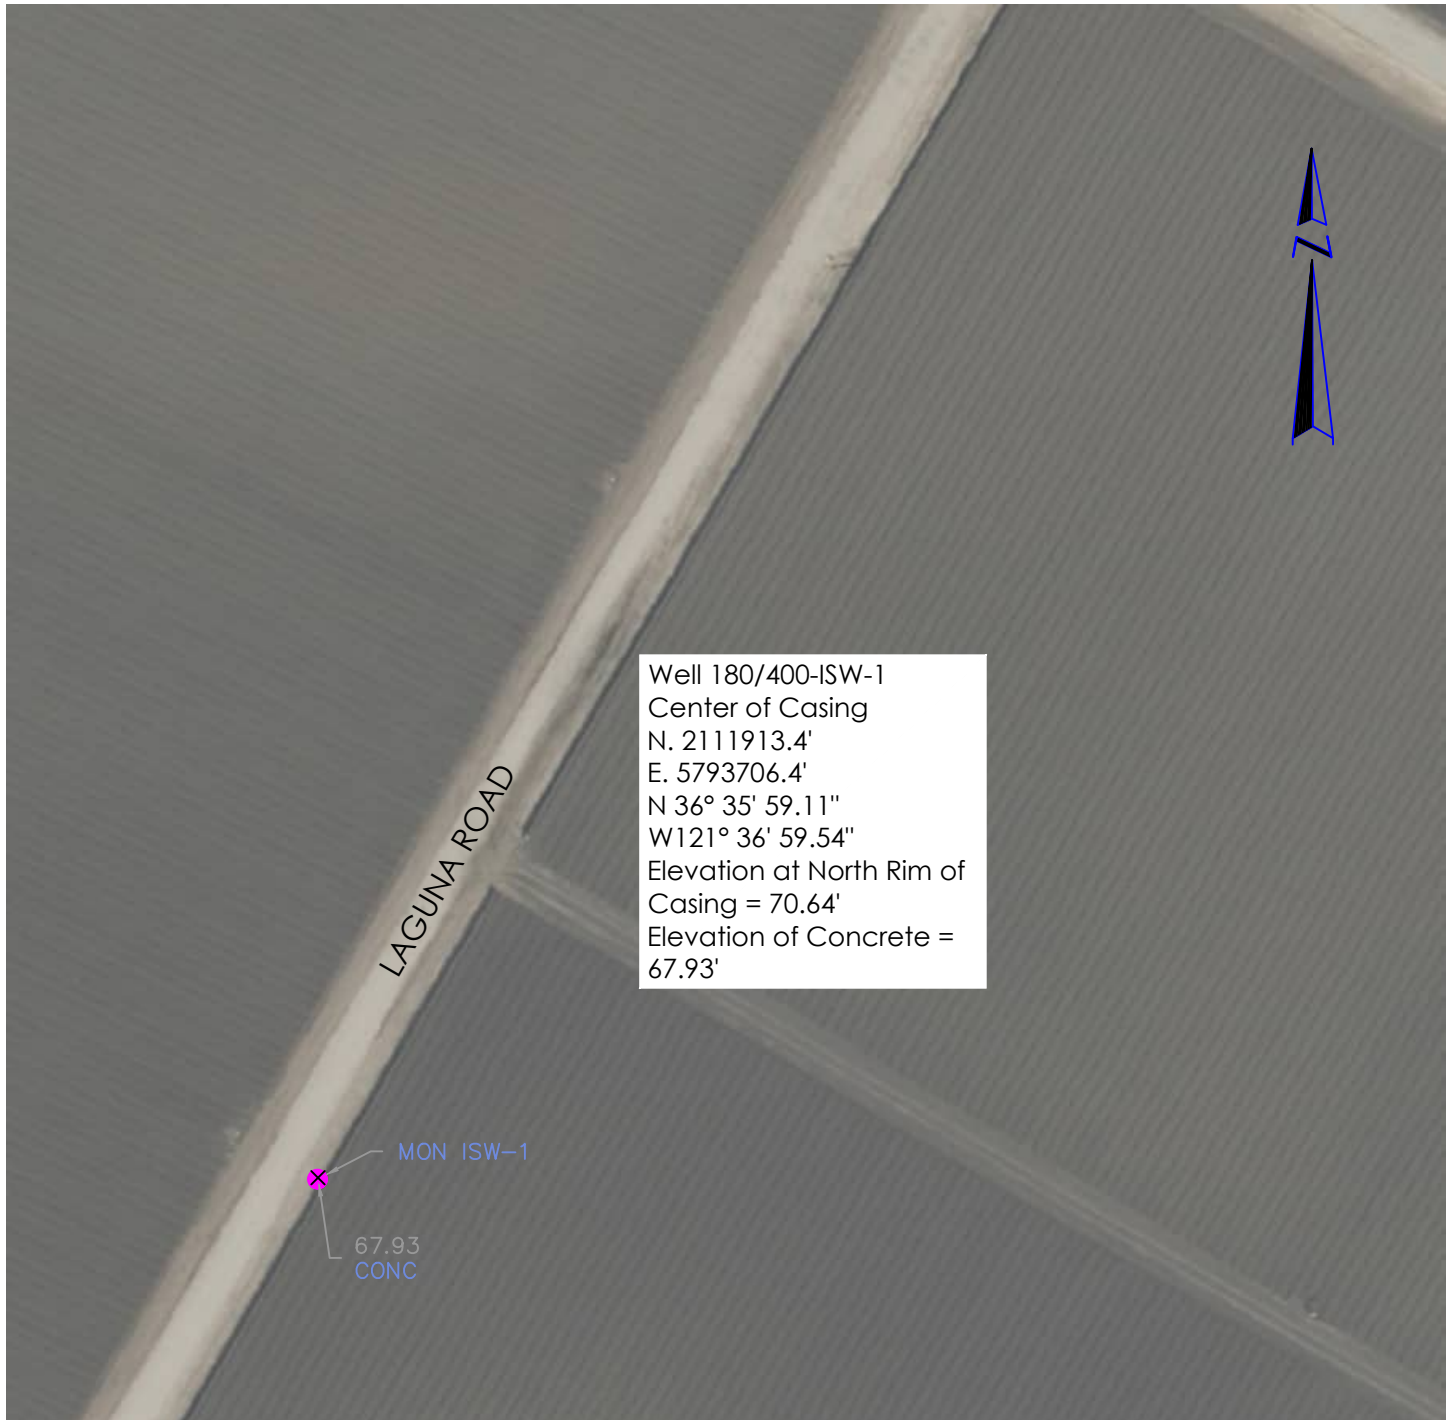 Well 180/400-ISW-1
Center of Casing
N. 2111913.4'
E. 5793706.4'
N 36° 35' 59.11"
W121° 36' 59.54"
Elevation at North Rim of
Casing = 70.64'
Elevation of Concrete =
67.93'
LAGUNA ROAD
MON ISW-1
67.93
CONC
N